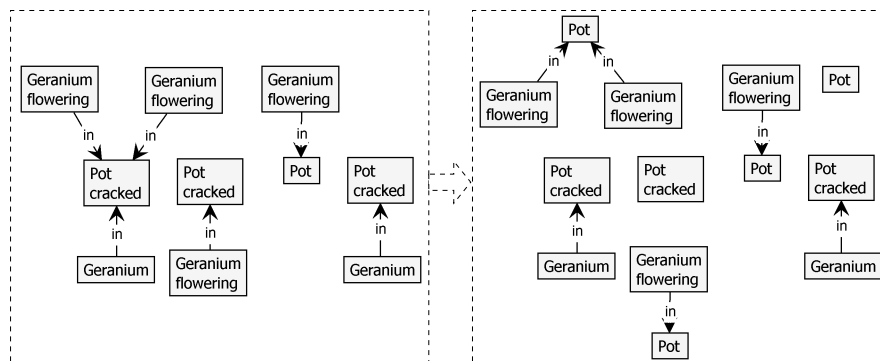 Geranium
flowering
Geranium
flowering
Geranium
flowering
in
in
in
Pot
cracked
Pot
cracked
Pot
Pot
cracked
in
in
in
Geranium
Geranium
flowering
Geranium
Pot
in
in
Geranium
flowering
Geranium
flowering
Geranium
flowering
Pot
in
Pot
cracked
Pot
cracked
Pot
Pot
cracked
in
in
Geranium
Geranium
flowering
Geranium
in
Pot